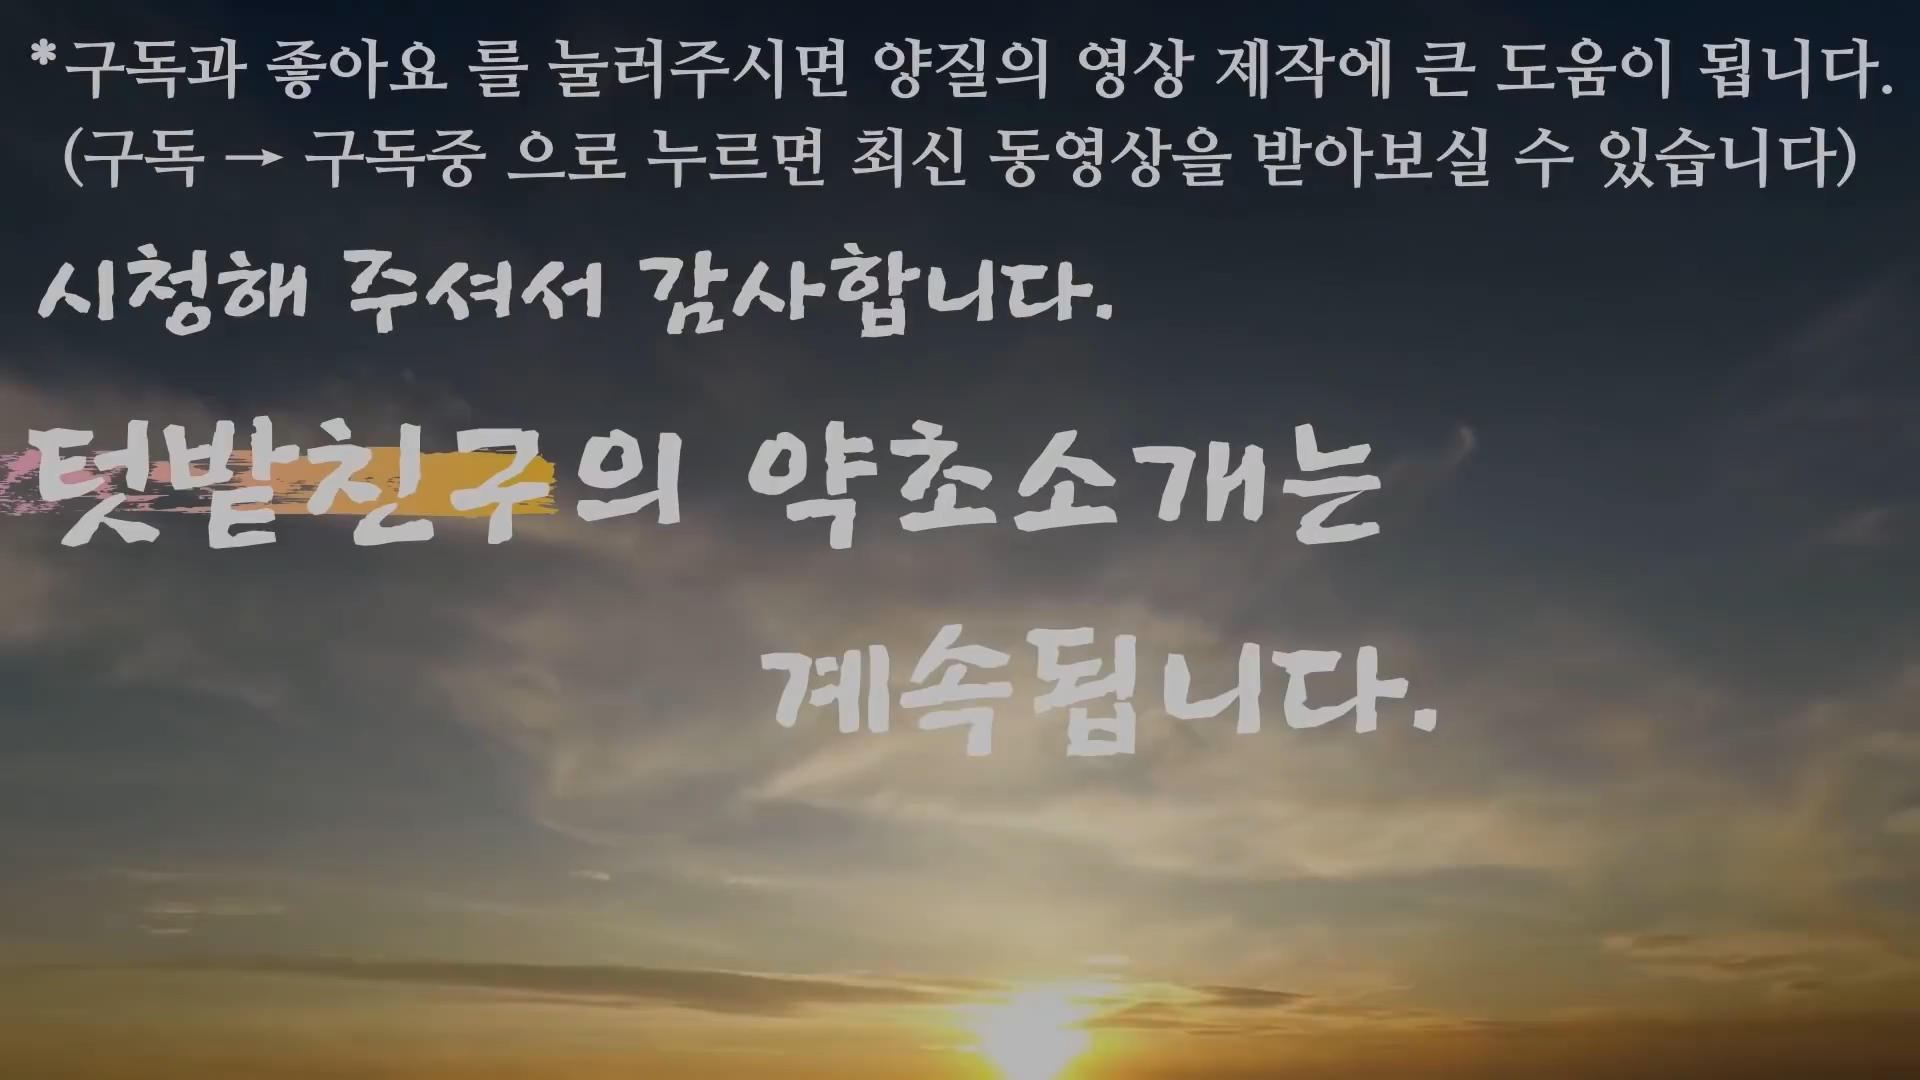 *구독과 좋아요 를 눌러주시면 양질의 영상 제작에 큰 도움이 됩니다.
(구독 → 구독중 으로 누르면 최신 동영상을 받아보실 수 있습니다)
시청해 주셔서 감사합니다.
텃밭친구의 약초소개는
계속됩니다.